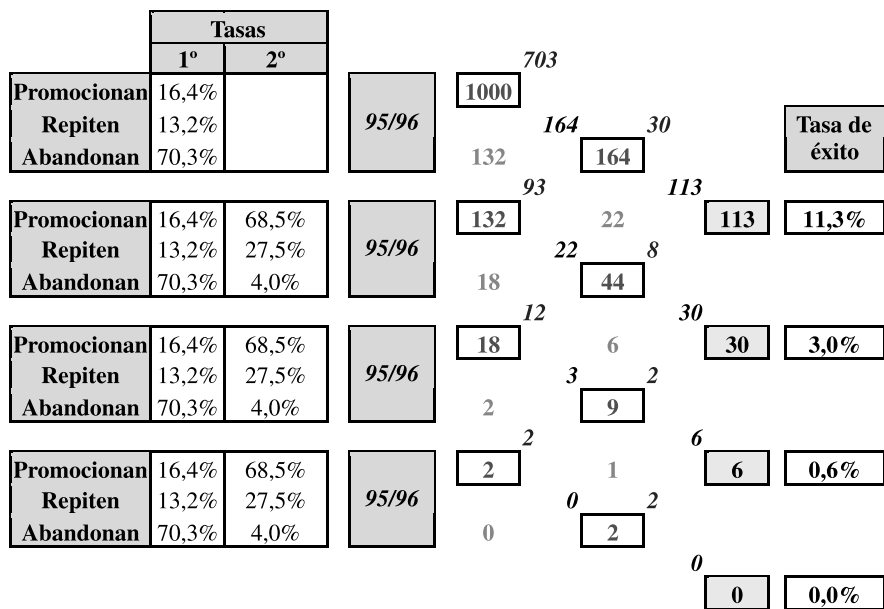 Tasas
1º 2º
703
Promocionan 16,4% 1000
Repiten 13,2% 95/96 164 30 Tasa de
Abandonan 70,3% 132 164 éxito
93 113
Promocionan 16,4% 68,5% 132 22 113 11,3%
Repiten 13,2% 27,5% 95/96 22 8
Abandonan 70,3% 4,0% 18 44
12 30
Promocionan 16,4% 68,5% 18 6 30 3,0%
Repiten 13,2% 27,5% 95/96 3 2
Abandonan 70,3% 4,0% 2 9
2 6
Promocionan 16,4% 68,5% 2 1 6 0,6%
Repiten 13,2% 27,5% 95/96 0 2
Abandonan 70,3% 4,0% 0 2
0
0 0,0%